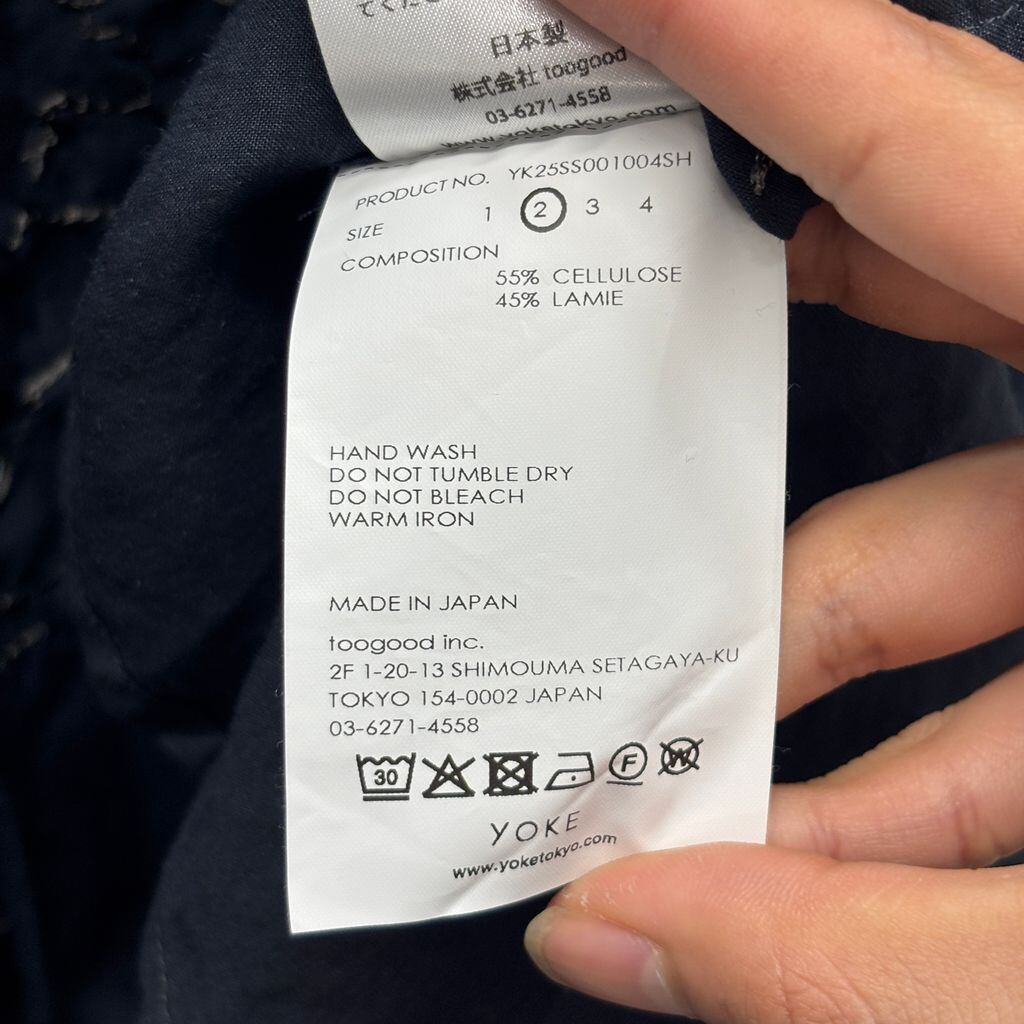 日本製
株式会社 toogood
03-6271-4558
www.yoketokyo.com
PRODUCT NO. YK25SS001004SH
SIZE 1 2 3 4
COMPOSITION
55% CELLULOSE
45% LAMIE
HAND WASH
DO NOT TUMBLE DRY
DO NOT BLEACH
WARM IRON
MADE IN JAPAN
toogood inc.
2F 1-20-13 SHIMOUMA SETAGAYA-KU
TOKYO 154-0002 JAPAN
03-6271-4558
30 F W
YOKE
www.yoketokyo.com